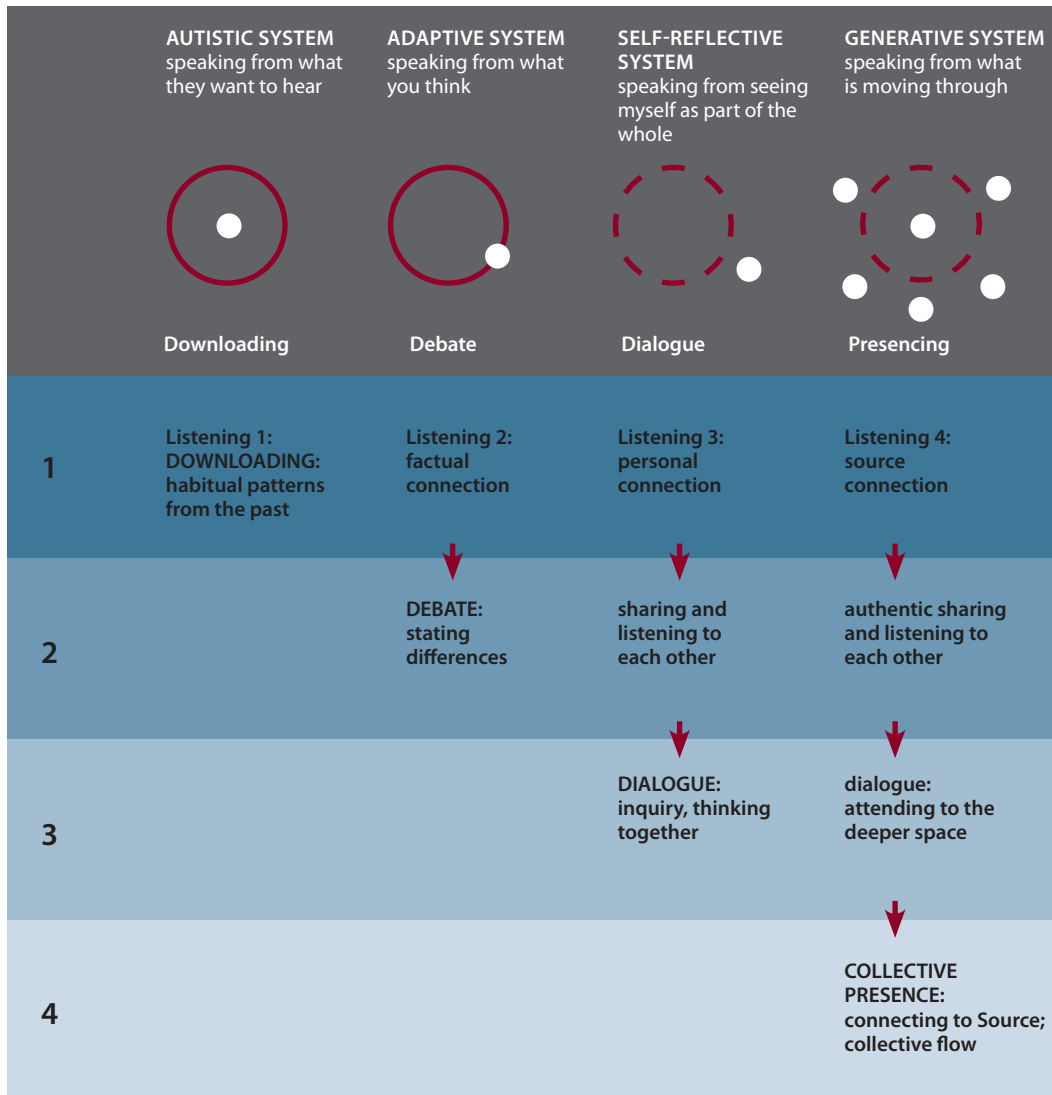 AUTISTIC SYSTEM
speaking from what
they want to hear
ADAPTIVE SYSTEM
speaking from what
you think
SELF-REFLECTIVE
SYSTEM
speaking from seeing
myself as part of the
whole
GENERATIVE SYSTEM
speaking from what
is moving through
Downloading
Debate
Dialogue
Presencing
1
Listening 1:
DOWNLOADING:
habitual patterns
from the past
Listening 2:
factual
connection
Listening 3:
personal
connection
Listening 4:
source
connection
2
DEBATE:
stating
differences
sharing and
listening to
each other
authentic sharing
and listening to
each other
3
DIALOGUE:
inquiry, thinking
together
dialogue:
attending to the
deeper space
4
COLLECTIVE
PRESENCE:
connecting to Source;
collective flow